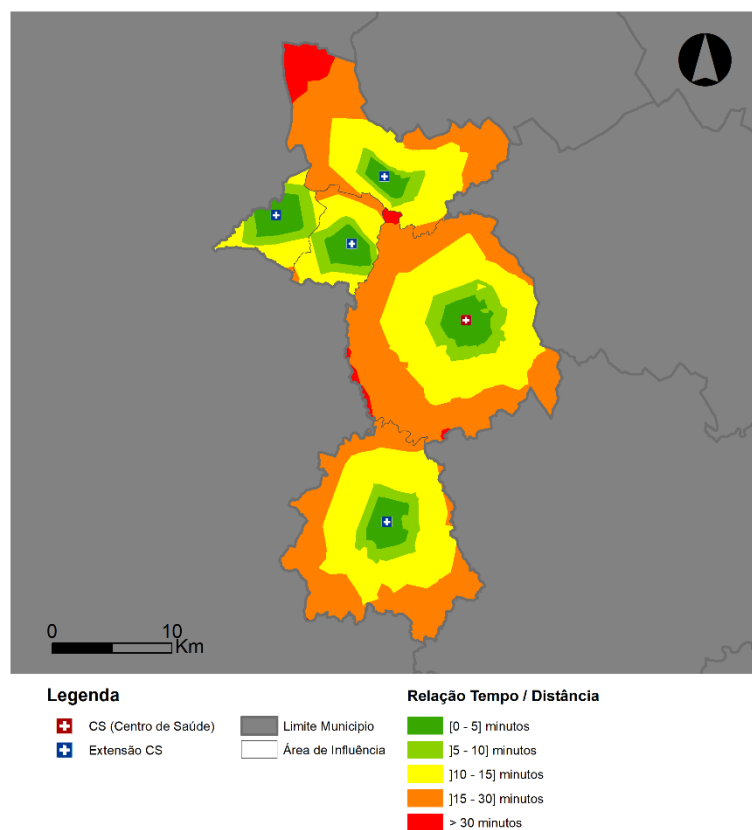 0 10
Km
Legenda
CS (Centro de Saúde)
Extensão CS
Limite Municipio
Área de Influência
Relação Tempo / Distância
[0 - 5] minutos
]5 - 10] minutos
]10 - 15] minutos
]15 - 30] minutos
> 30 minutos